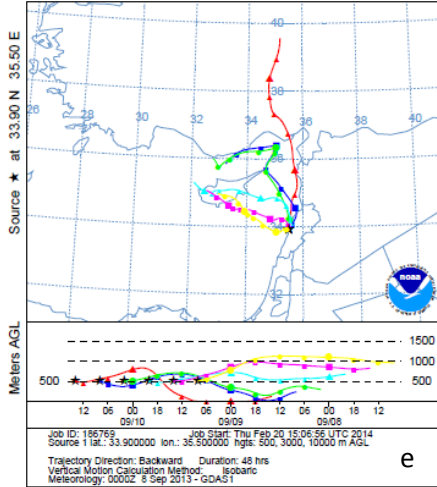 Source ★ at 33.90 N 35.50 E
40
38
26
28
30
32
34
36
38
40
36
34
32
noaa
Meters AGL
1500
1000
500
500
12 06 00 18 12 06 00 18 12 06 00 18 12
09/10 09/09 09/08
Job ID: 186769 Job Start: Thu Feb 20 15:06:56 UTC 2014
Source 1 lat.: 33.900000 lon.: 35.500000 hgts: 500, 3000, 10000 m AGL
Trajectory Direction: Backward Duration: 48 hrs
Vertical Motion Calculation Method: Isobaric
Meteorology: 0000Z 8 Sep 2013 - GDAS1
e